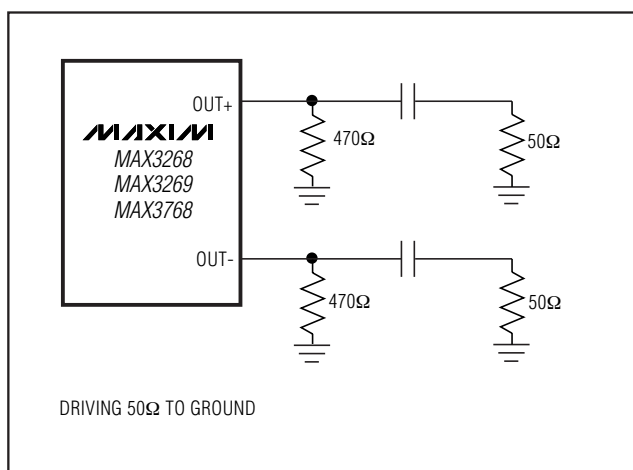 OUT+
MAXIM
MAX3268
MAX3269
MAX3768
470Ω
50Ω
OUT-
470Ω
50Ω
DRIVING 50Ω TO GROUND